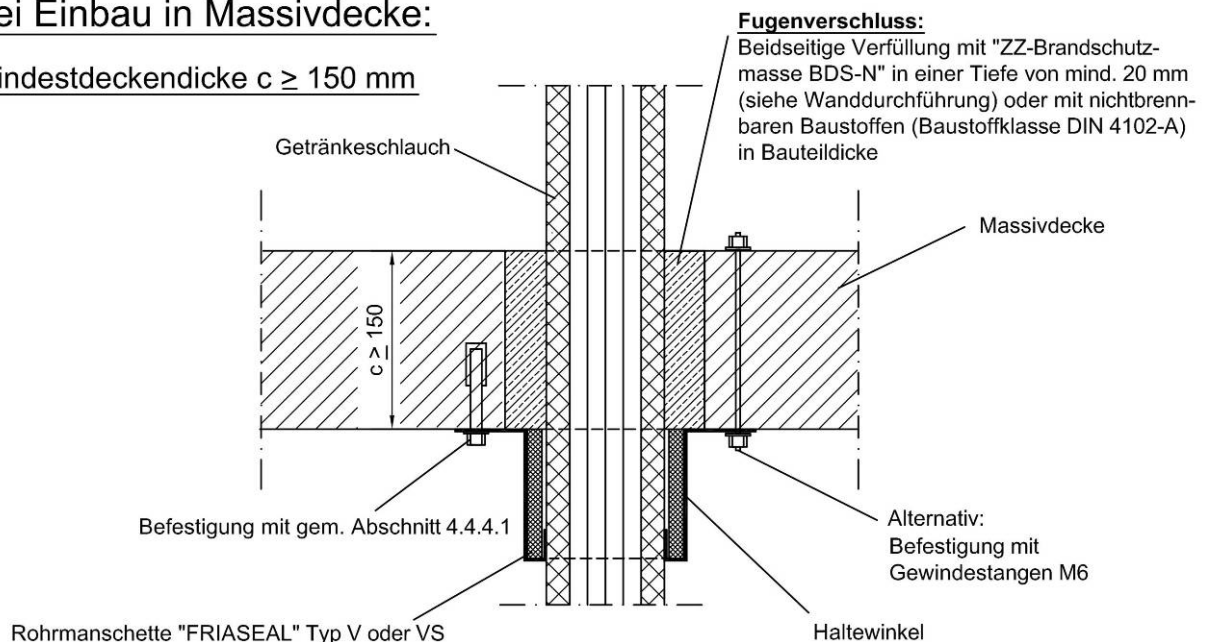 ei Einbau in Massivdecke:
indestdeckendicke c ≥ 150 mm
Fugenverschluss:
Beidseitige Verfüllung mit "ZZ-Brandschutz-
masse BDS-N" in einer Tiefe von mind. 20 mm
(siehe Wanddurchführung) oder mit nichtbrenn-
baren Baustoffen (Baustoffklasse DIN 4102-A)
in Bauteildicke
Getränkeschlauch
Massivdecke
c ≥ 150
Befestigung mit gem. Abschnitt 4.4.4.1
Alternativ:
Befestigung mit
Gewindestangen M6
Rohrmanschette "FRIASEAL" Typ V oder VS
Haltewinkel